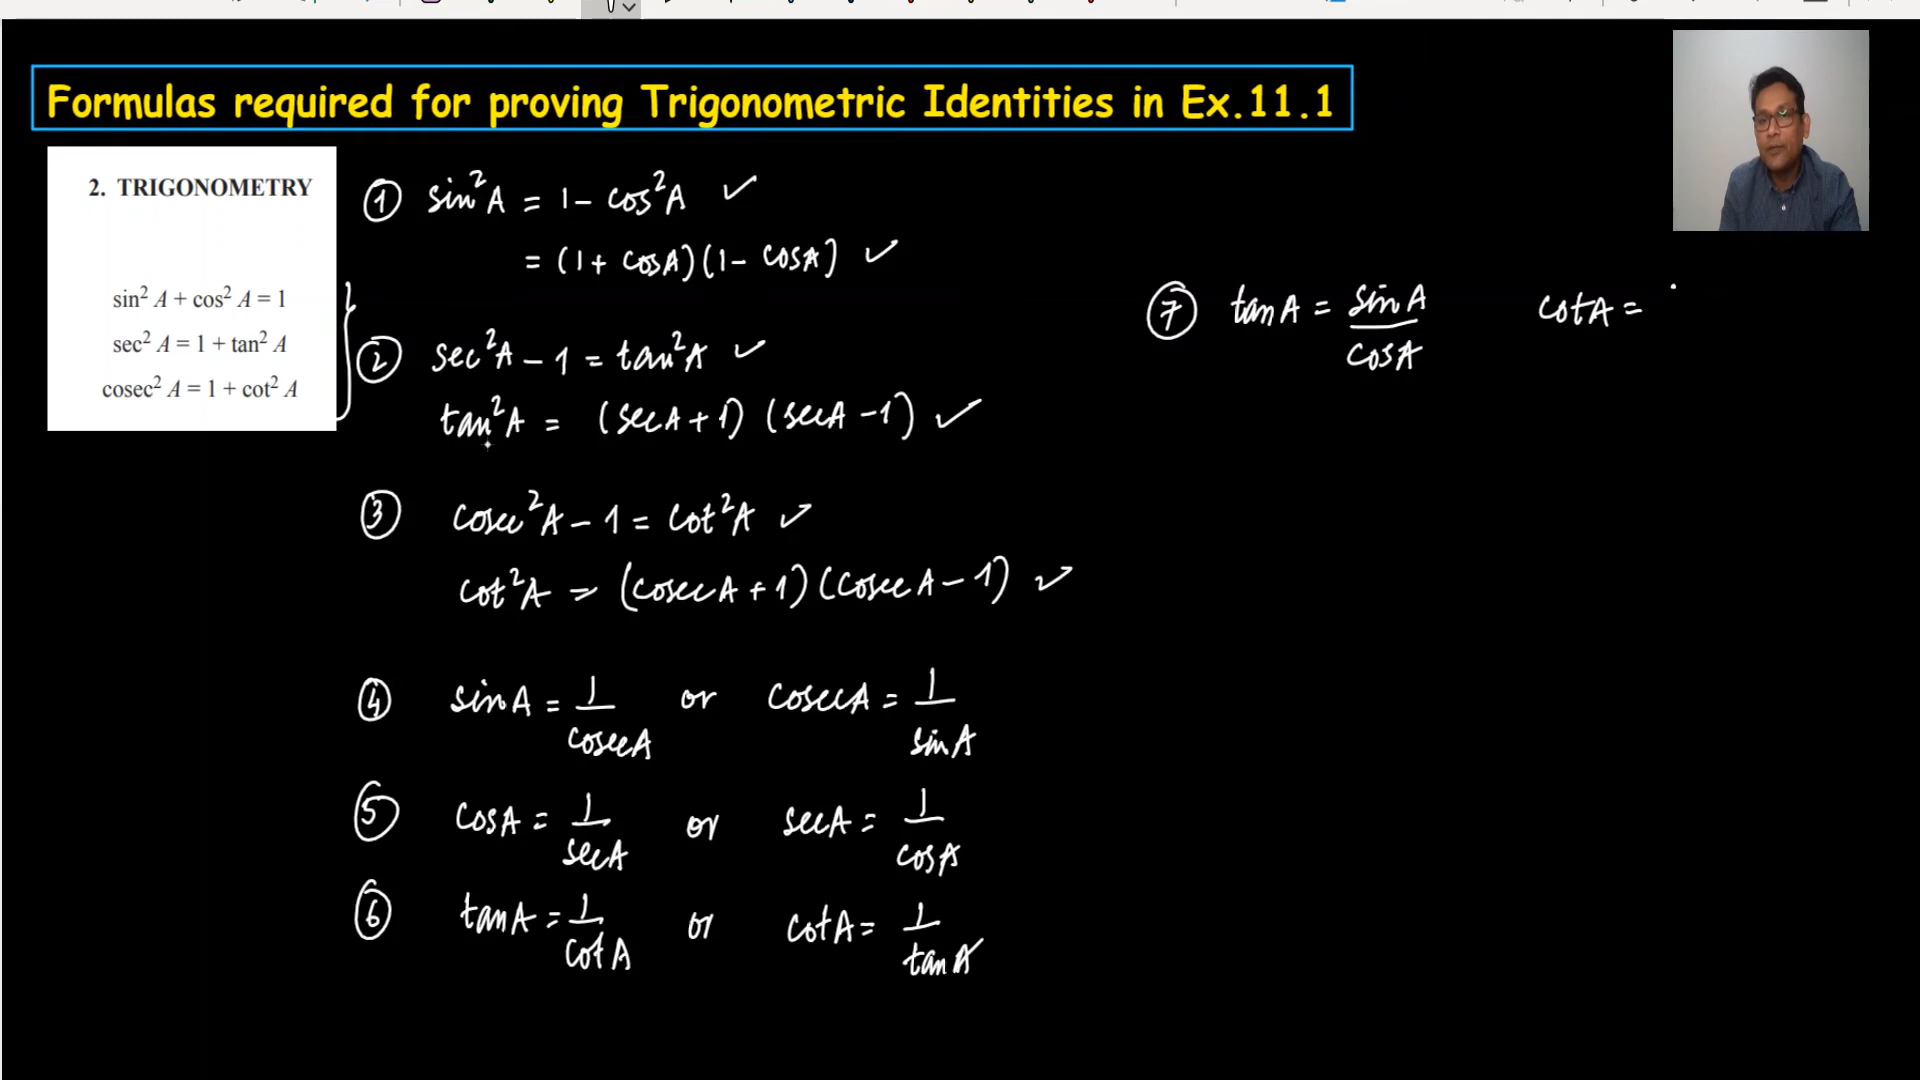 Formulas required for proving Trigonometric Identities in Ex.11.1
2. TRIGONOMETRY
sin² A + cos² A = 1
sec² A = 1 + tan² A
cosec² A = 1 + cot² A
① sin²A = 1 - cos²A ✓
= (1 + cosA)(1 - cosA) ✓
② sec²A - 1 = tan²A ✓
tan²A = (secA + 1) (secA - 1) ✓
③ cosec²A - 1 = cot²A ✓
cot²A = (cosecA + 1)(cosecA - 1) ✓
④ sinA = 1/cosecA or cosecA = 1/sinA
⑤ cosA = 1/secA or secA = 1/cosA
⑥ tanA = 1/cotA or cotA = 1/tanA
⑦ tanA = sinA/cosA cotA =